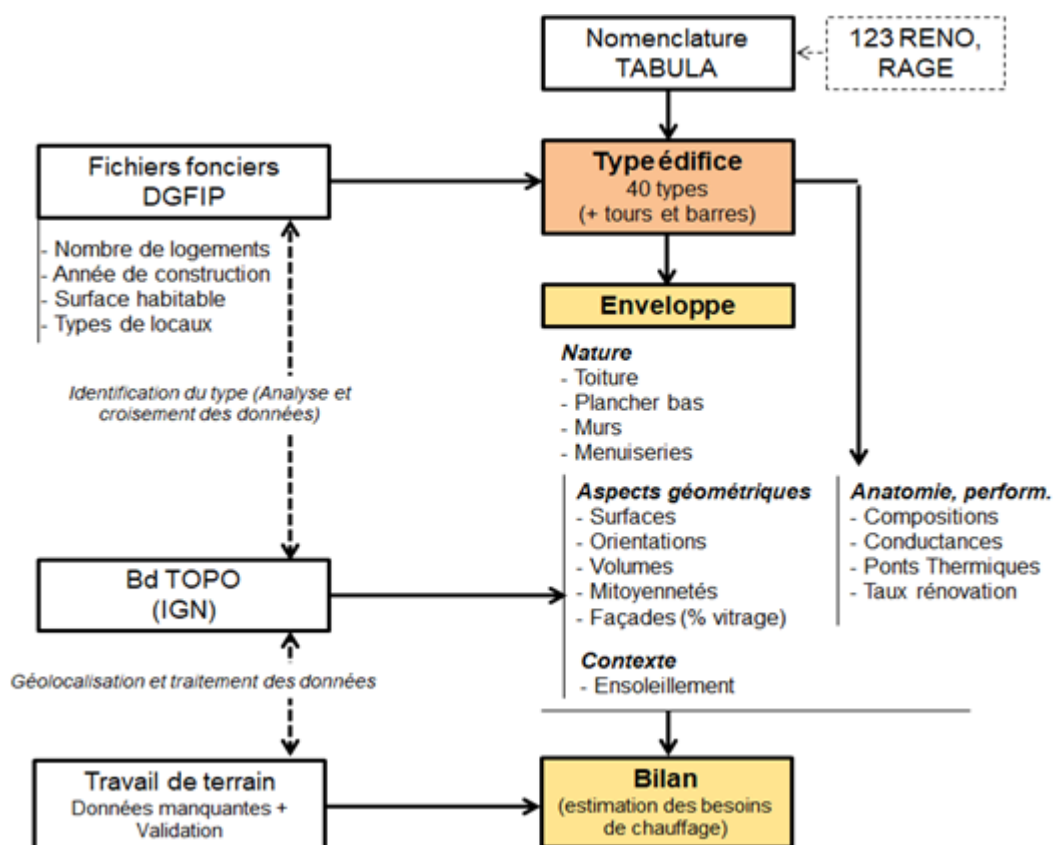 Nomenclature
TABULA
123 RENO,
RAGE
Fichiers fonciers
DGFIP
- Nombre de logements
- Année de construction
- Surface habitable
- Types de locaux
Type édifice
40 types
(+ tours et barres)
Enveloppe
Nature
- Toiture
- Plancher bas
- Murs
- Menuiseries
Identification du type (Analyse et
croisement des données)
Aspects géométriques
- Surfaces
- Orientations
- Volumes
- Mitoyennetés
- Façades (% vitrage)
Anatomie, perform.
- Compositions
- Conductances
- Ponts Thermiques
- Taux rénovation
Bd TOPO
(IGN)
Contexte
- Ensoleillement
Géolocalisation et traitement des données
Travail de terrain
Données manquantes +
Validation
Bilan
(estimation des besoins
de chauffage)